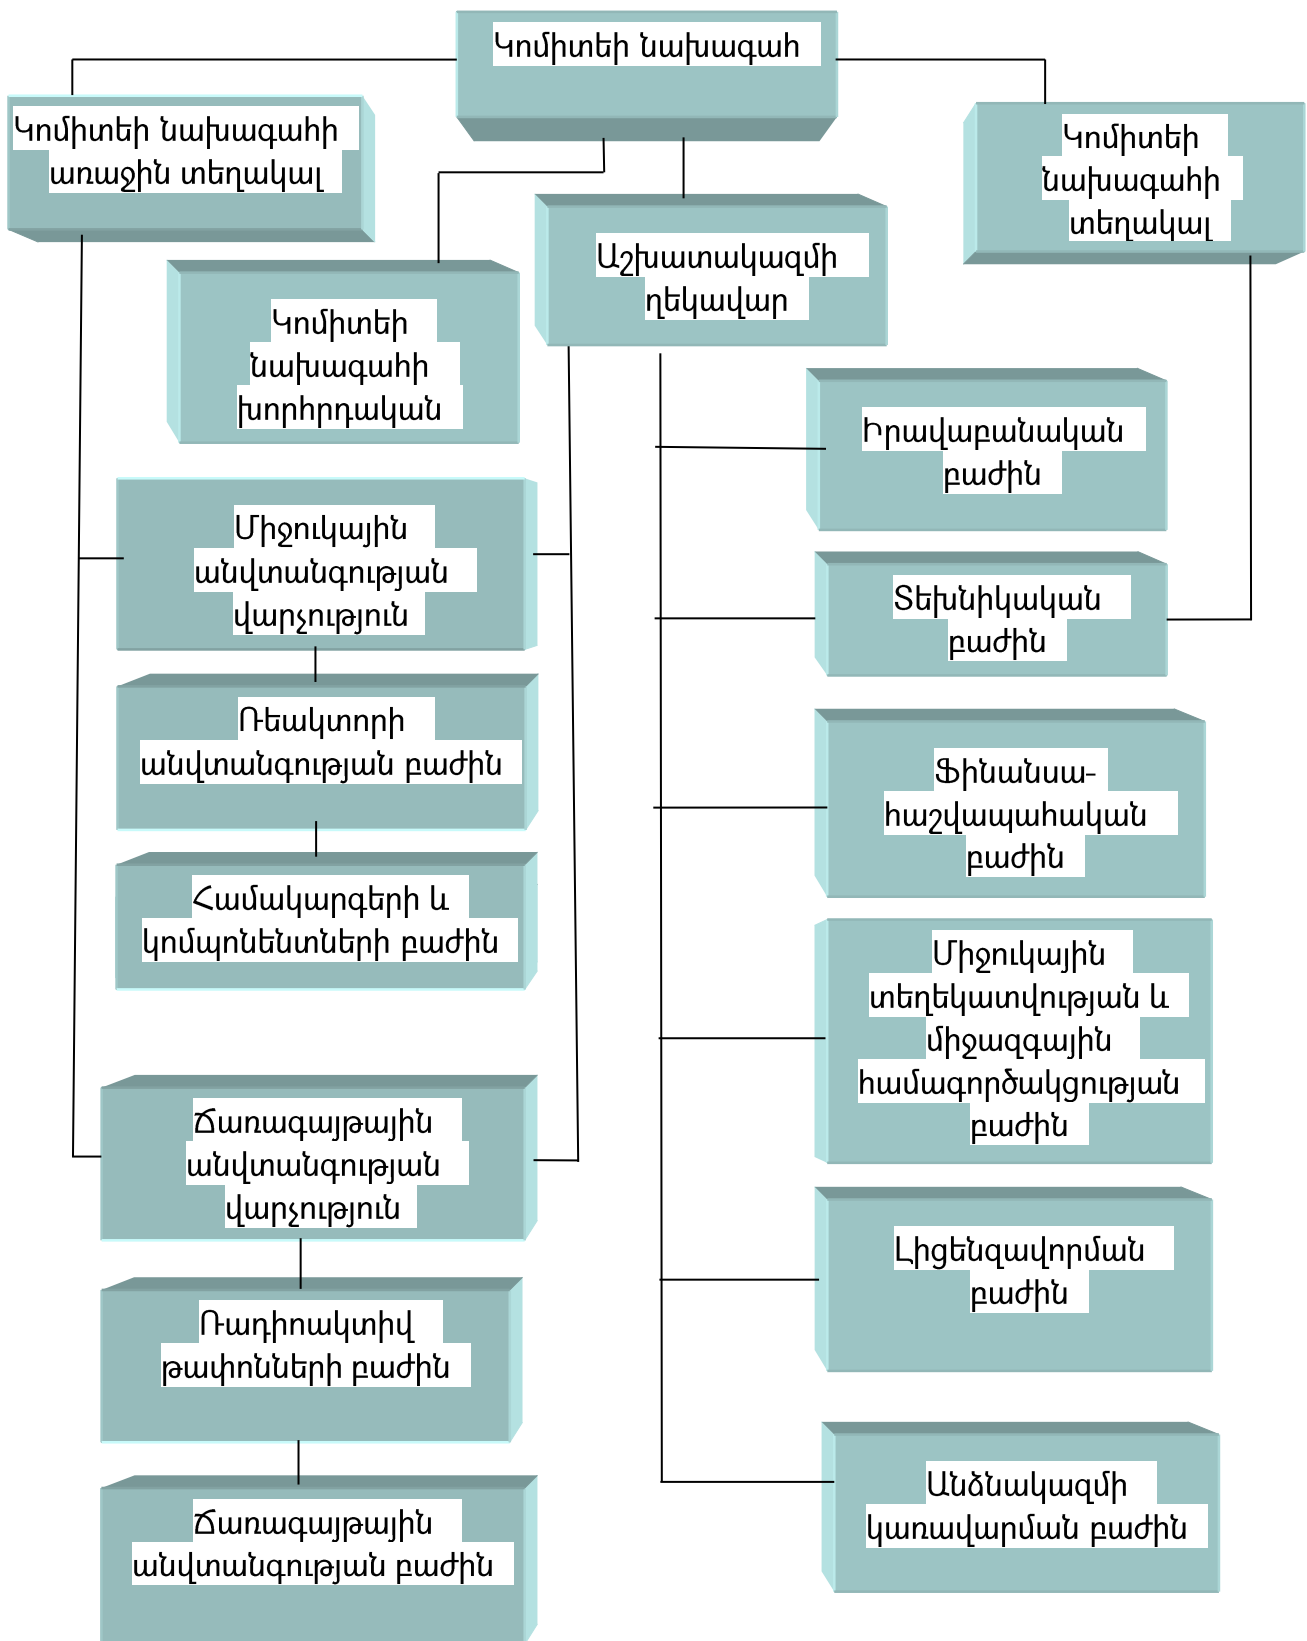 Կոմիտեի նախագահ
Կոմիտեի նախագահի
առաջին տեղակալ
Կոմիտեի
նախագահի
տեղակալ
Աշխատակազմի
ղեկավար
Կոմիտեի
նախագահի
խորհրդական
Իրավաբանական
բաժին
Միջուկային
անվտանգության
վարչություն
Տեխնիկական
բաժին
Ռեակտորի
անվտանգության բաժին
Ֆինանսա-
հաշվապահական
բաժին
Համակարգերի և
կոմպոնենտների բաժին
Միջուկային
տեղեկատվության և
միջազգային
համագործակցության
բաժին
Ճառագայթային
անվտանգության
վարչություն
Լիցենզավորման
բաժին
Ռադիոակտիվ
թափոնների բաժին
Անձնակազմի
կառավարման բաժին
Ճառագայթային
անվտանգության բաժին